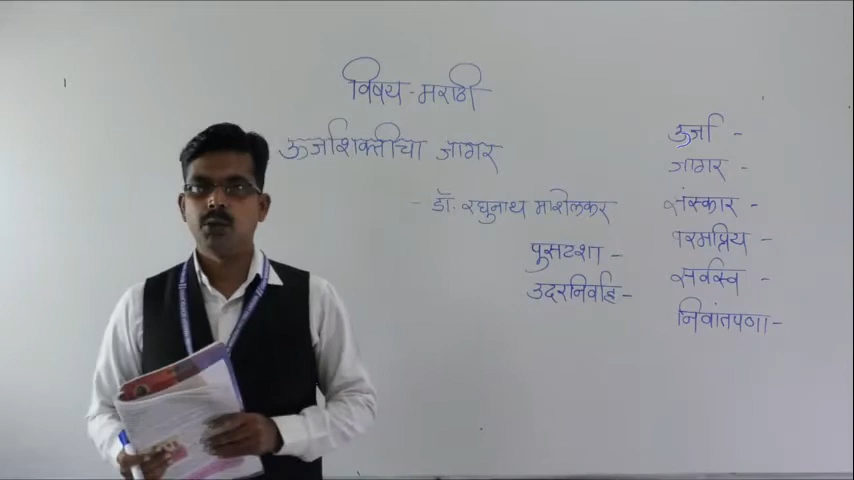 विषय - मराठी
ऊर्जाशक्तीचा जागर
- डॉ. रघुनाथ माशेलकर
पुसटशा -
उदरनिर्वाह -
ऊर्जा -
जागर -
संस्कार -
परमप्रिय -
सर्वस्व -
निवांतपणा -